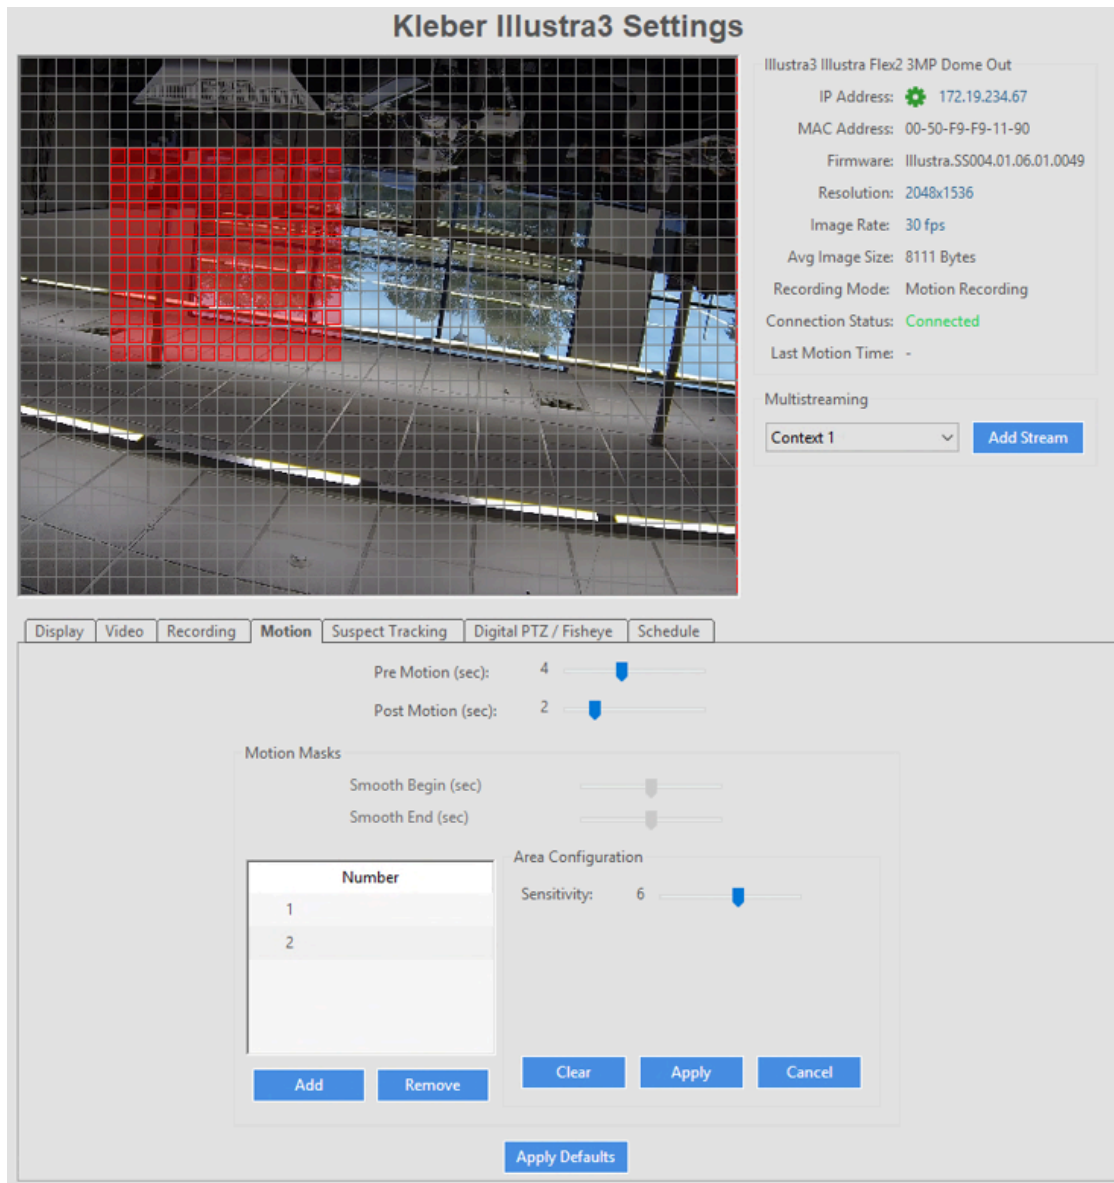 Kleber Illustra3 Settings
Illustra3 Illustra Flex2 3MP Dome Out
IP Address: 172.19.234.67
MAC Address: 00-50-F9-F9-11-90
Firmware: Illustra.SS004.01.06.01.0049
Resolution: 2048x1536
Image Rate: 30 fps
Avg Image Size: 8111 Bytes
Recording Mode: Motion Recording
Connection Status: Connected
Last Motion Time: -
Multistreaming
Context 1 Add Stream
Display Video Recording Motion Suspect Tracking Digital PTZ / Fisheye Schedule
Pre Motion (sec): 4
Post Motion (sec): 2
Motion Masks
Smooth Begin (sec)
Smooth End (sec)
Number
1
2
Add Remove
Area Configuration
Sensitivity: 6
Clear Apply Cancel
Apply Defaults